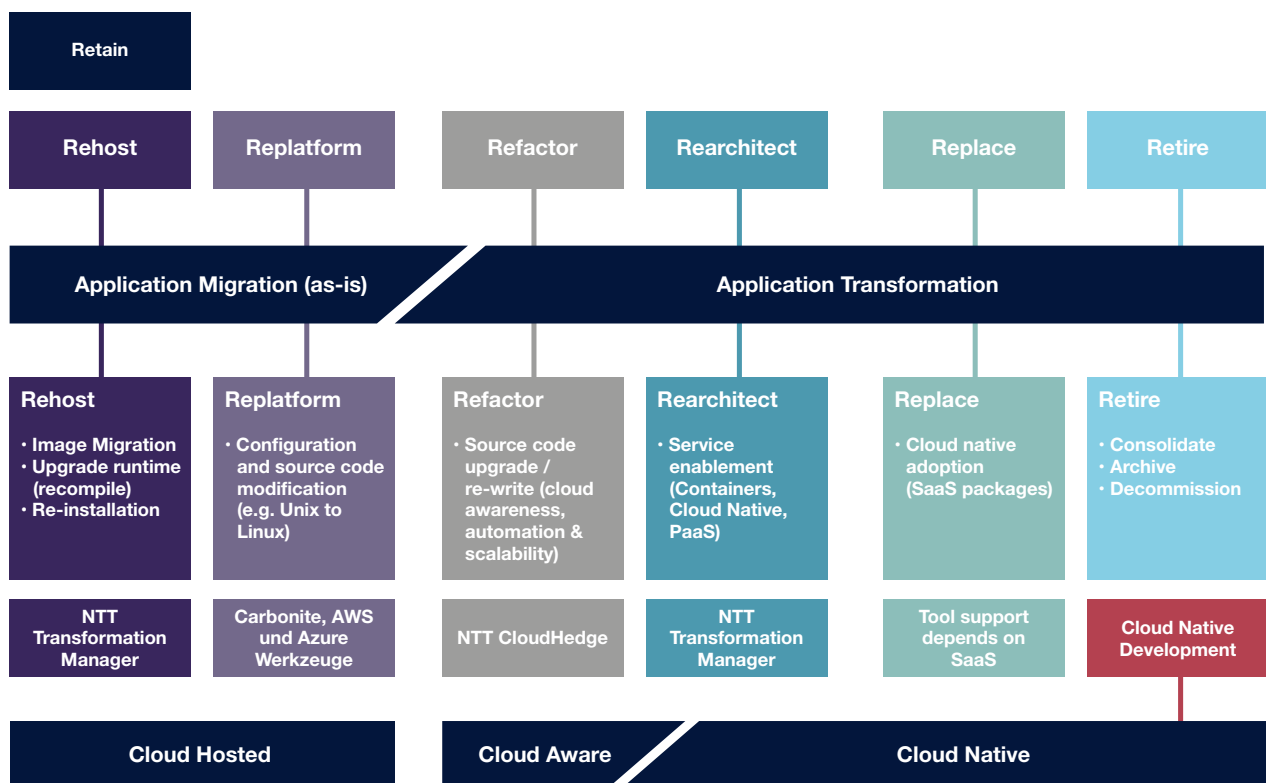 Retain
Rehost
Replatform
Refactor
Rearchitect
Replace
Retire
Application Migration (as-is)
Application Transformation
Rehost
· Image Migration
· Upgrade runtime
(recompile)
· Re-installation
Replatform
· Configuration
and source code
modification
(e.g. Unix to
Linux)
Refactor
· Source code
upgrade /
re-write (cloud
awareness,
automation &
scalability)
Rearchitect
· Service
enablement
(Containers,
Cloud Native,
PaaS)
Replace
· Cloud native
adoption
(SaaS packages)
Retire
· Consolidate
· Archive
· Decommission
NTT
Transformation
Manager
Carbonite, AWS
und Azure
Werkzeuge
NTT CloudHedge
NTT
Transformation
Manager
Tool support
depends on
SaaS
Cloud Native
Development
Cloud Hosted
Cloud Aware
Cloud Native